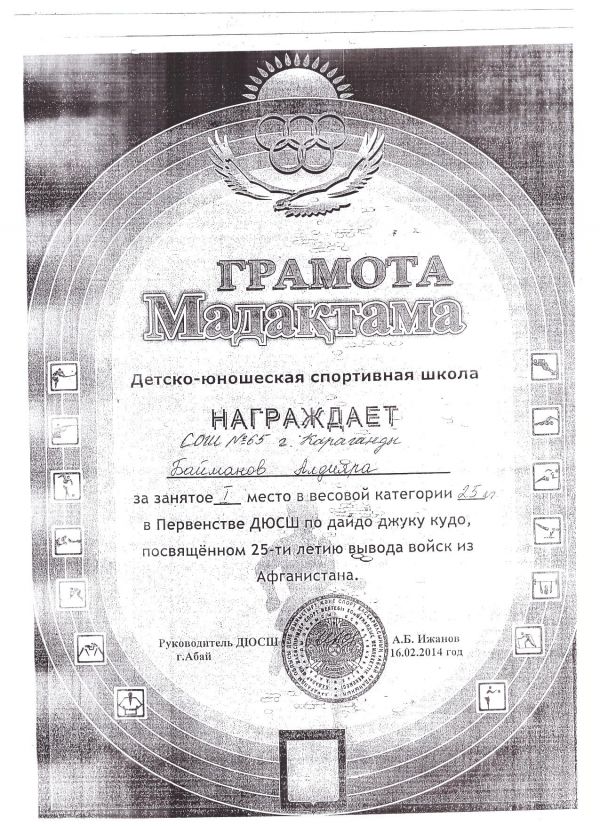 ГРАМОТА
Мадақтама
Детско-юношеская спортивная школа
НАГРАЖДАЕТ
СОШ №65 г. Караганды
Байманов Алдияра
за занятое I место в весовой категории 25 кг
в Первенстве ДЮСШ по дайдо джуку кудо,
посвящённом 25-ти летию вывода войск из
Афганистана.
Руководитель ДЮСШ А.Б. Ижанов
г.Абай 16.02.2014 год